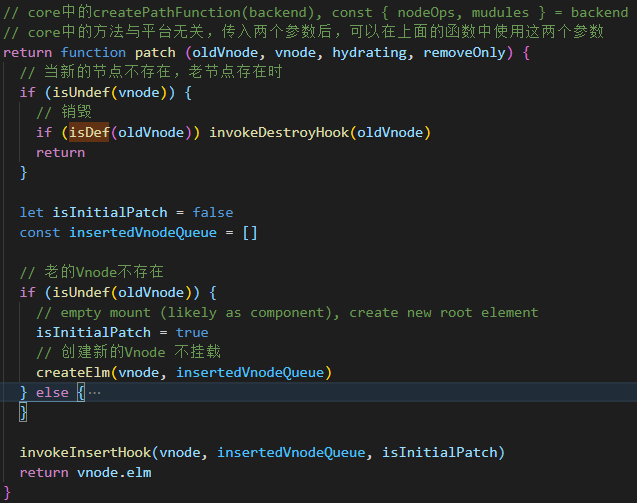 // core中的createPathFunction(backend), const { nodeOps, mudules } = backend
// core中的方法与平台无关，传入两个参数后，可以在上面的函数中使用这两个参数
return function patch (oldVnode, vnode, hydrating, removeOnly) {
// 当新的节点不存在，老节点存在时
if (isUndef(vnode)) {
// 销毁
if (isDef(oldVnode)) invokeDestroyHook(oldVnode)
return
}
let isInitialPatch = false
const insertedVnodeQueue = []
// 老的Vnode不存在
if (isUndef(oldVnode)) {
// empty mount (likely as component), create new root element
isInitialPatch = true
// 创建新的Vnode 不挂载
createElm(vnode, insertedVnodeQueue)
} else {⋯
}
invokeInsertHook(vnode, insertedVnodeQueue, isInitialPatch)
return vnode.elm
}